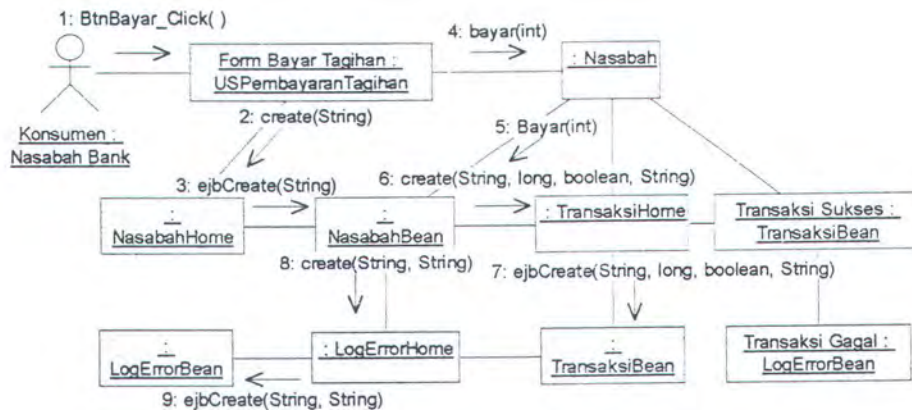 1: BtnBayar_Click( )
4: bayar(int)
Form Bayar Tagihan :
USPembayaranTagihan
: Nasabah
Konsumen :
Nasabah Bank
2: create(String)
5: Bayar(int)
3: ejbCreate(String)
6: create(String, long, boolean, String)
:
NasabahHome
:
NasabahBean
: TransaksiHome
Transaksi Sukses :
TransaksiBean
8: create(String, String)
7: ejbCreate(String, long, boolean, String)
:
LogErrorBean
: LogErrorHome
:
TransaksiBean
Transaksi Gagal :
LogErrorBean
9: ejbCreate(String, String)